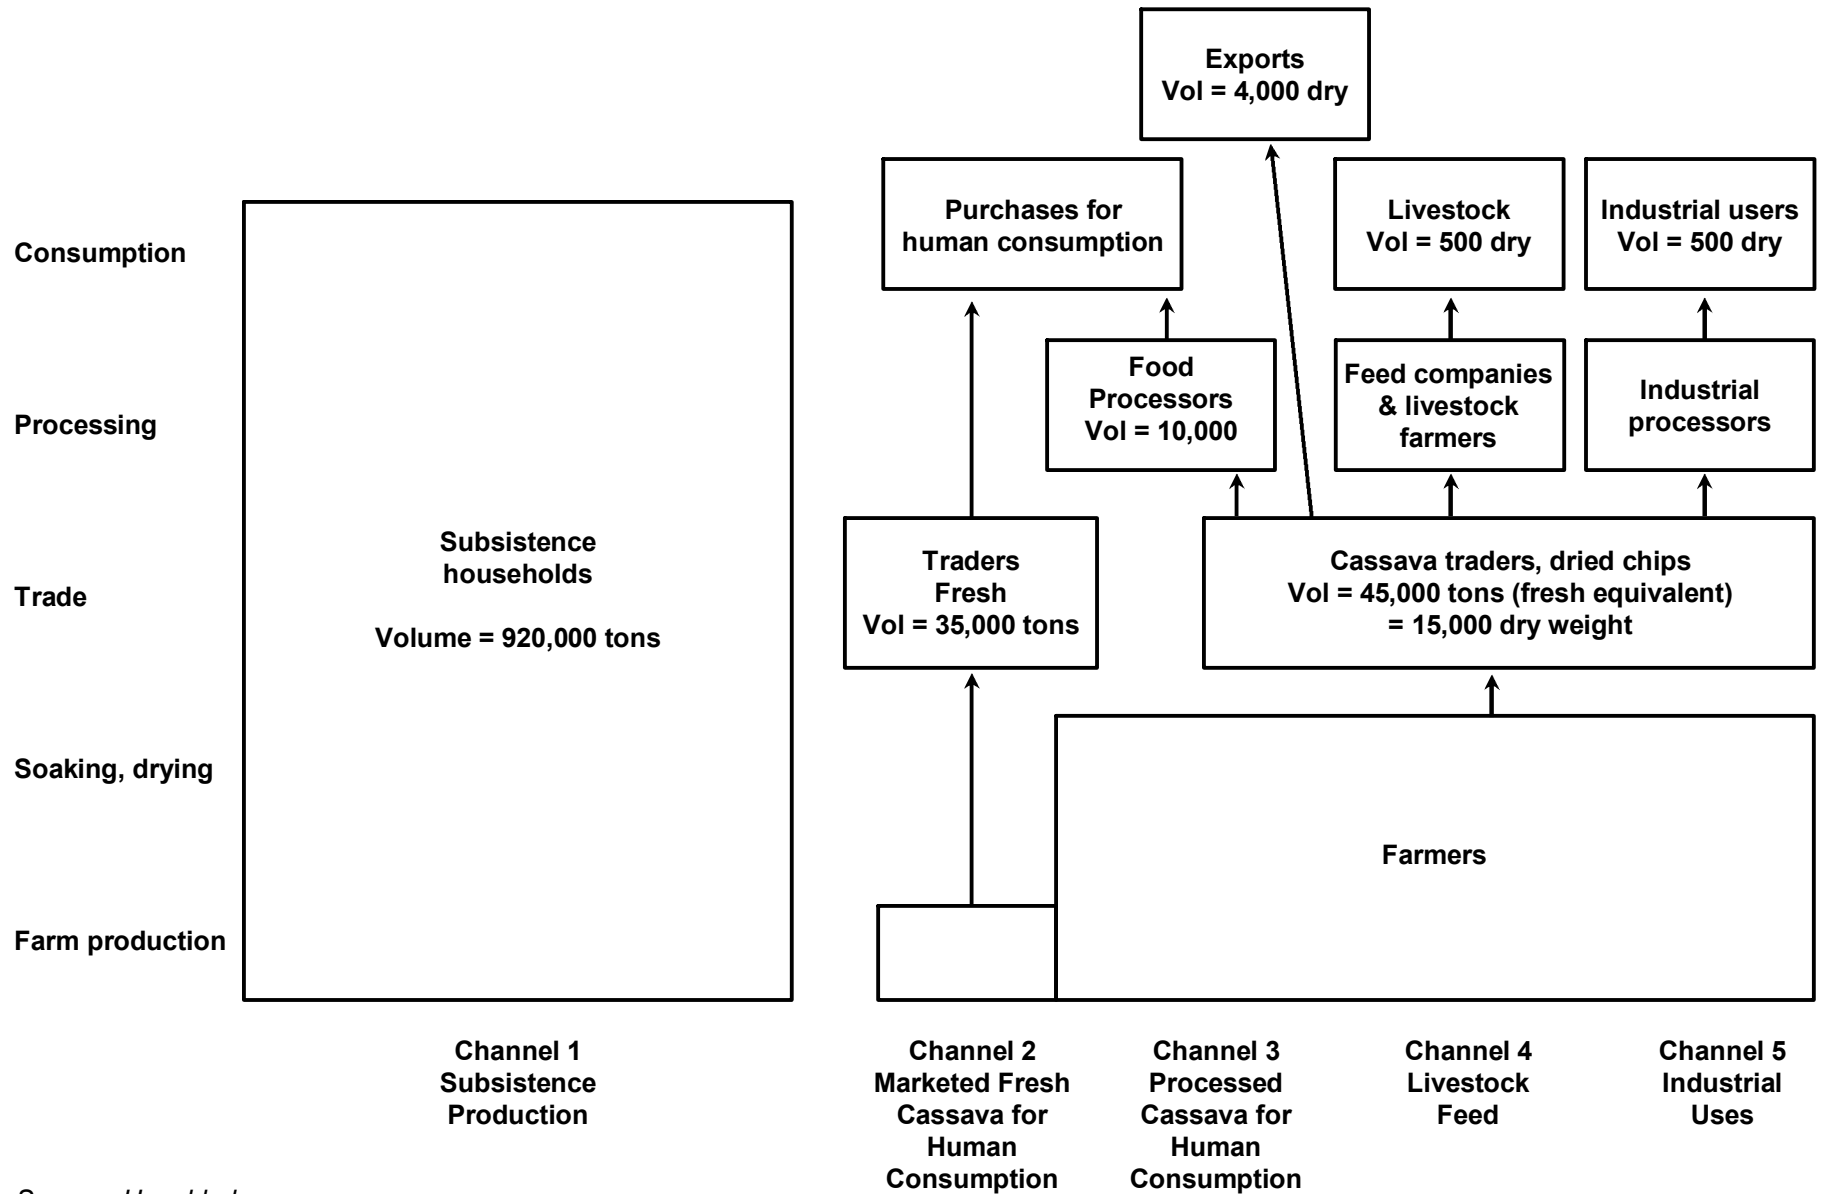 Exports
Vol = 4,000 dry
Purchases for
human consumption
Livestock
Vol = 500 dry
Industrial users
Vol = 500 dry
Consumption
Food
Processors
Vol = 10,000
Feed companies
& livestock
farmers
Industrial
processors
Processing
Subsistence
households
Volume = 920,000 tons
Traders
Fresh
Vol = 35,000 tons
Cassava traders, dried chips
Vol = 45,000 tons (fresh equivalent)
= 15,000 dry weight
Trade
Soaking, drying
Farmers
Farm production
Channel 1
Subsistence
Production
Channel 2
Marketed Fresh
Cassava for
Human
Consumption
Channel 3
Processed
Cassava for
Human
Consumption
Channel 4
Livestock
Feed
Channel 5
Industrial
Uses